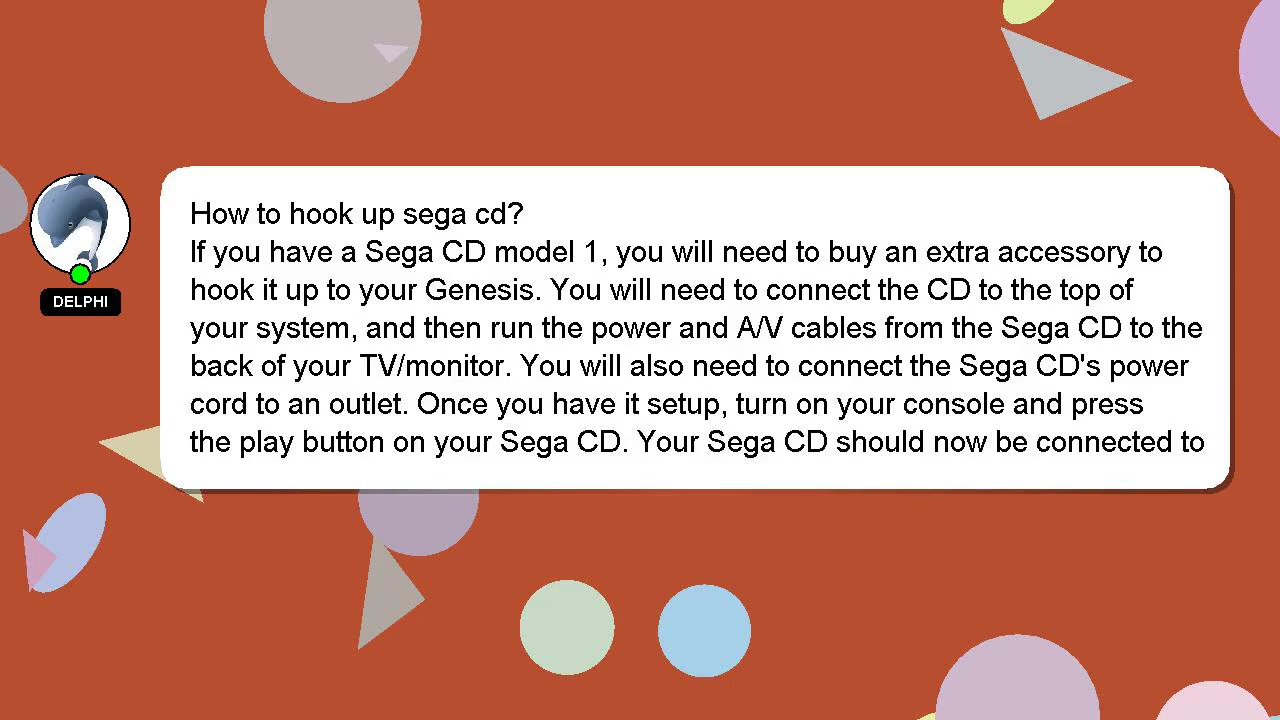 How to hook up sega cd?
If you have a Sega CD model 1, you will need to buy an extra accessory to
hook it up to your Genesis. You will need to connect the CD to the top of
your system, and then run the power and A/V cables from the Sega CD to the
back of your TV/monitor. You will also need to connect the Sega CD's power
cord to an outlet. Once you have it setup, turn on your console and press
the play button on your Sega CD. Your Sega CD should now be connected to
DELPHI